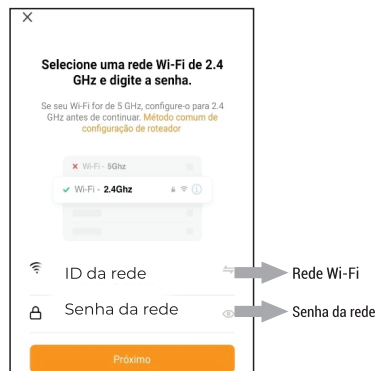 Selecione uma rede Wi-Fi de 2.4
GHz e digite a senha.
Se seu Wi-Fi for de 5 GHz, configure-o para 2.4
GHz antes de continuar. Método comum de
configuração de roteador
Wi-Fi - 5Ghz
Wi-Fi - 2.4Ghz
ID da rede
Rede Wi-Fi
Senha da rede
Senha da rede
Próximo